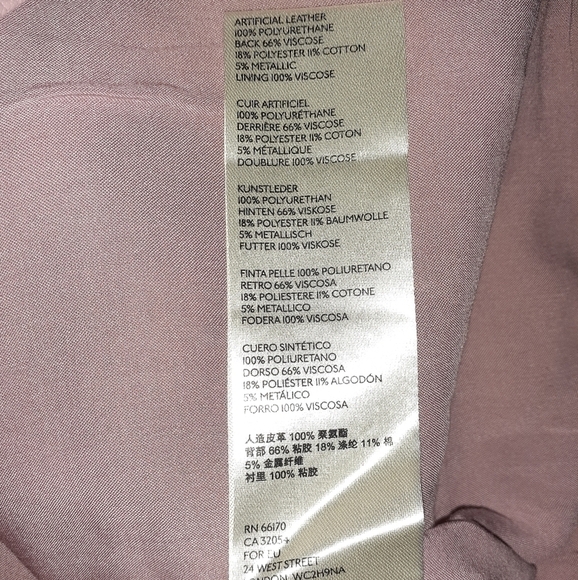 ARTIFICIAL LEATHER
100% POLYURETHANE
BACK 66% VISCOSE
18% POLYESTER 11% COTTON
5% METALLIC
LINING 100% VISCOSE
CUIR ARTIFICIEL
100% POLYURÉTHANE
DERRIÈRE 66% VISCOSE
18% POLYESTER 11% COTON
5% MÉTALLIQUE
DOUBLURE 100% VISCOSE
KUNSTLEDER
100% POLYURETHAN
HINTEN 66% VISKOSE
18% POLYESTER 11% BAUMWOLLE
5% METALLISCH
FUTTER 100% VISKOSE
FINTA PELLE 100% POLIURETANO
RETRO 66% VISCOSA
18% POLIESTERE 11% COTONE
5% METALLICO
FODERA 100% VISCOSA
CUERO SINTÉTICO
100% POLIURETANO
DORSO 66% VISCOSA
18% POLIÉSTER 11% ALGODÓN
5% METÁLICO
FORRO 100% VISCOSA
人造皮革 100% 聚氨酯
背部 66% 粘胶 18% 涤纶 11% 棉
5% 金属纤维
衬里 100% 粘胶
RN 66170
CA 32054
FOR EU
24 WEST STREET
LONDON WC2H9NA